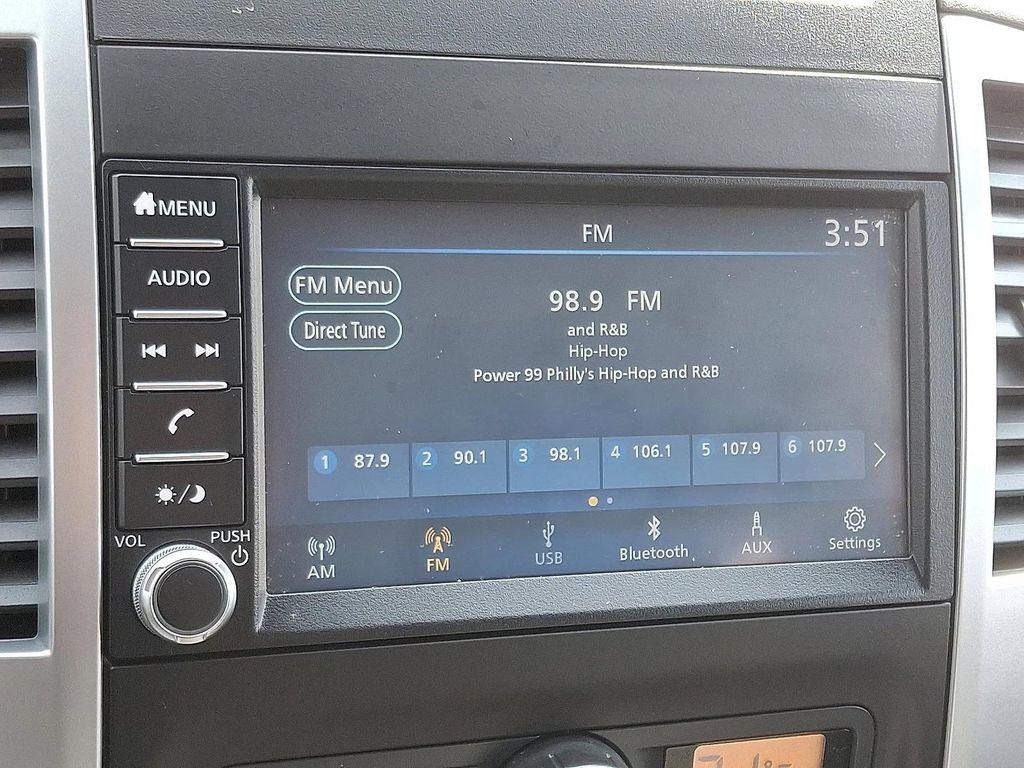 MENU
AUDIO
VOL
PUSH
FM
3:51
FM Menu
Direct Tune
98.9 FM
and R&B
Hip-Hop
Power 99 Philly's Hip-Hop and R&B
1 87.9
2 90.1
3 98.1
4 106.1
5 107.9
6 107.9
AM
FM
USB
Bluetooth
AUX
Settings